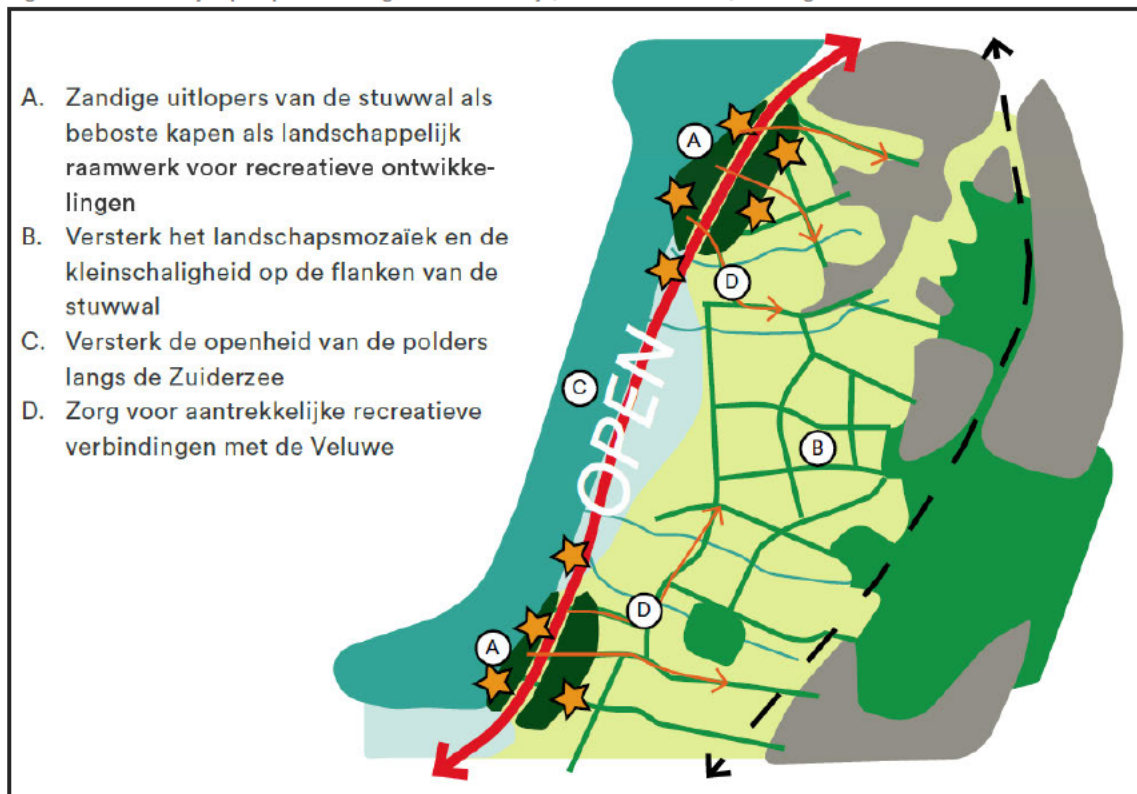 A. Zandige uitlopers van de stuwwal als
beboste kapen als landschappelijk
raamwerk voor recreatieve ontwikke-
lingen
B. Versterk het landschapsmozaïek en de
kleinschaligheid op de flanken van de
stuwwal
C. Versterk de openheid van de polders
langs de Zuiderzee
D. Zorg voor aantrekkelijke recreatieve
verbindingen met de Veluwe
A
D
OPEN
C
B
D
A